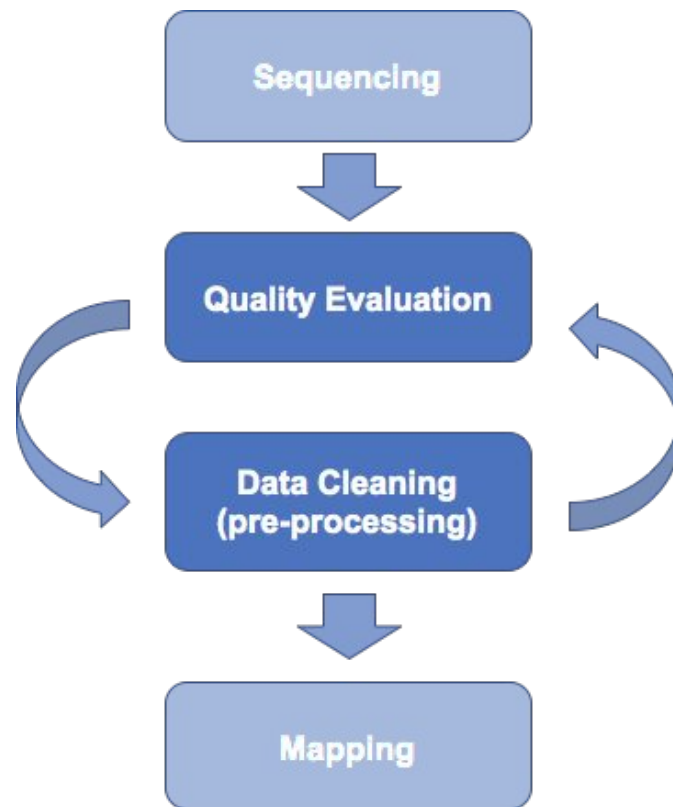 Sequencing
Quality Evaluation
Data Cleaning
(pre-processing)
Mapping